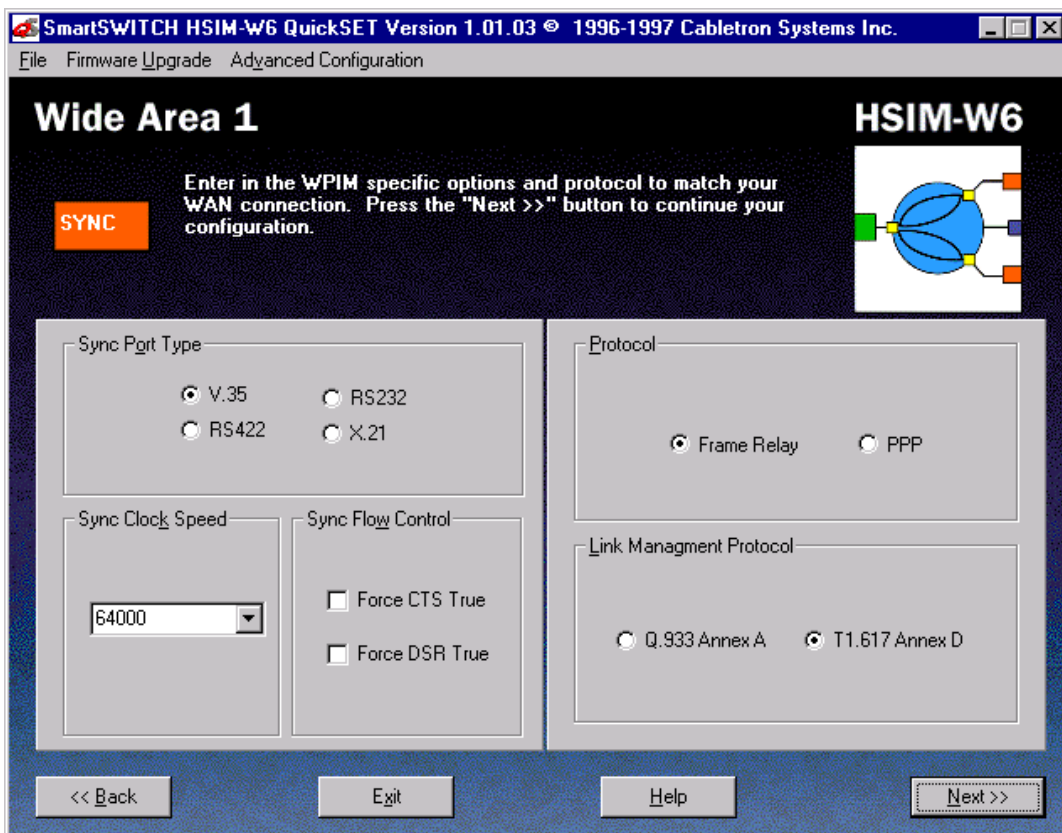 SmartSWITCH HSIM-W6 QuickSET Version 1.01.03 © 1996-1997 Cabletron Systems Inc.
File Firmware Upgrade Advanced Configuration
Wide Area 1
HSIM-W6
SYNC
Enter in the WPIM specific options and protocol to match your
WAN connection. Press the "Next >>" button to continue your
configuration.
Sync Port Type
V.35
RS232
RS422
X.21
Sync Clock Speed
64000
Sync Flow Control
Force CTS True
Force DSR True
Protocol
Frame Relay
PPP
Link Managment Protocol
Q.933 Annex A
T1.617 Annex D
<< Back
Exit
Help
Next >>